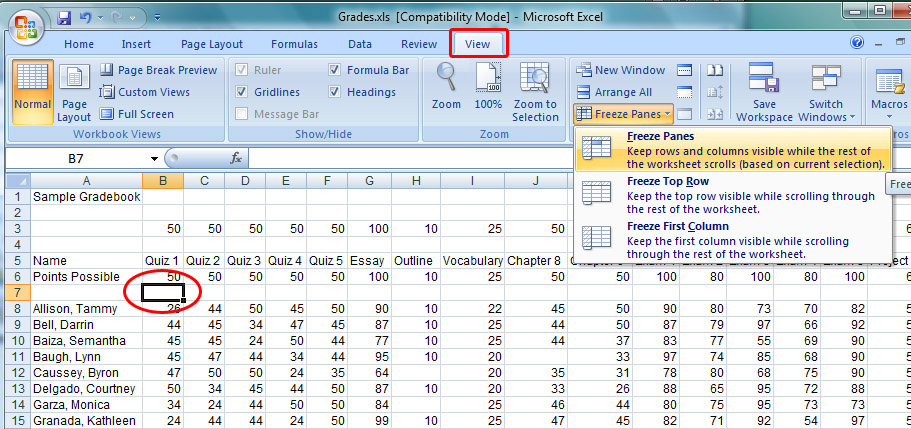 Grades.xls [Compatibility Mode] - Microsoft Excel
Home Insert Page Layout Formulas Data Review View
Normal
Page Layout
Page Break Preview
Custom Views
Full Screen
Workbook Views
Ruler
Gridlines
Message Bar
Formula Bar
Headings
Show/Hide
Zoom
100
100%
Zoom to Selection
Zoom
New Window
Arrange All
Freeze Panes
Save Workspace
Switch Windows
Macros
Macros
Freeze Panes
Keep rows and columns visible while the rest of
the worksheet scrolls (based on current selection).
Freeze Top Row
Keep the top row visible while scrolling through
the rest of the worksheet.
Freeze First Column
Keep the first column visible while scrolling
through the rest of the worksheet.
Free
B7 fx
A B C D E F G H I J
1 Sample Gradebook
2
3 50 50 50 50 50 100 10 25 50
4
5 Name Quiz 1 Quiz 2 Quiz 3 Quiz 4 Quiz 5 Essay Outline Vocabulary Chapter 8
6 Points Possible 50 50 50 50 50 100 10 25 50 50 100 80 100 80 100 6
7
8 Allison, Tammy 26 44 50 45 50 90 10 22 45 50 90 80 73 70 82 5
9 Bell, Darrin 44 45 34 47 45 87 10 25 44 50 87 79 97 66 92 5
10 Baiza, Semantha 45 45 24 50 44 77 10 25 44 37 83 77 55 69 90 5
11 Baugh, Lynn 45 47 44 34 44 95 10 20 33 97 74 85 68 90 5
12 Caussey, Byron 47 50 50 24 35 64 20 35 31 78 80 68 75 90 5
13 Delgado, Courtney 50 34 45 44 50 87 10 20 33 26 88 65 95 72 88 5
14 Garza, Monica 34 24 44 50 50 84 25 46 44 80 75 95 73 73 5
15 Granada, Kathleen 24 44 44 24 50 99 10 25 47 45 82 71 92 54 97 5